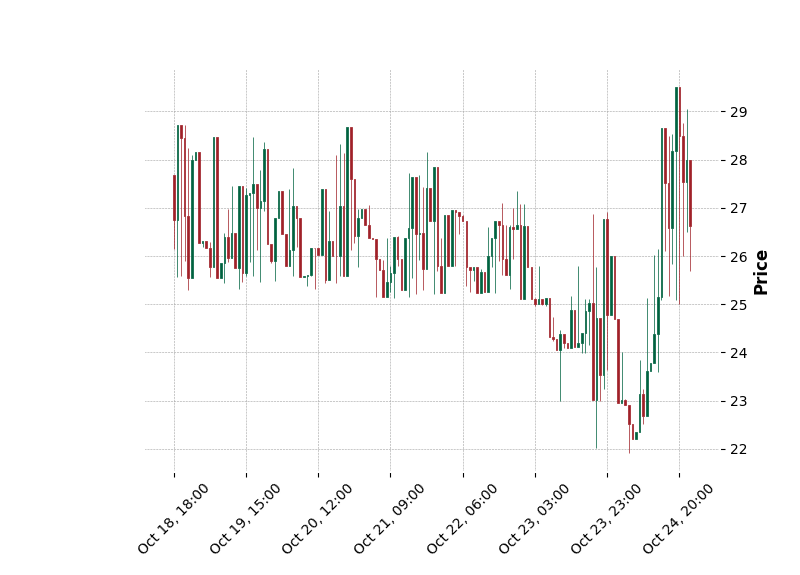 29
28
27
26
25
24
23
22
Price
Oct 18, 18:00
Oct 19, 15:00
Oct 20, 12:00
Oct 21, 09:00
Oct 22, 06:00
Oct 23, 03:00
Oct 23, 23:00
Oct 24, 20:00